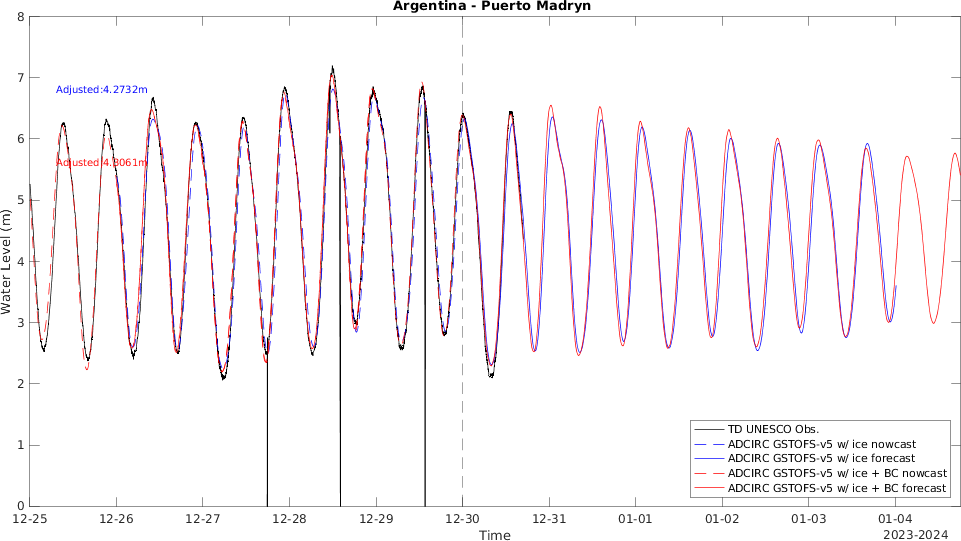 Argentina - Puerto Madryn
8
7
6
5
4
3
2
1
0
Water Level (m)
Adjusted:4.2732m
Adjusted:4.3061m
TD UNESCO Obs.
ADCIRC GSTOFS-v5 w/ ice nowcast
ADCIRC GSTOFS-v5 w/ ice forecast
ADCIRC GSTOFS-v5 w/ ice + BC nowcast
ADCIRC GSTOFS-v5 w/ ice + BC forecast
12-25 12-26 12-27 12-28 12-29 12-30 12-31 01-01 01-02 01-03 01-04
Time
2023-2024